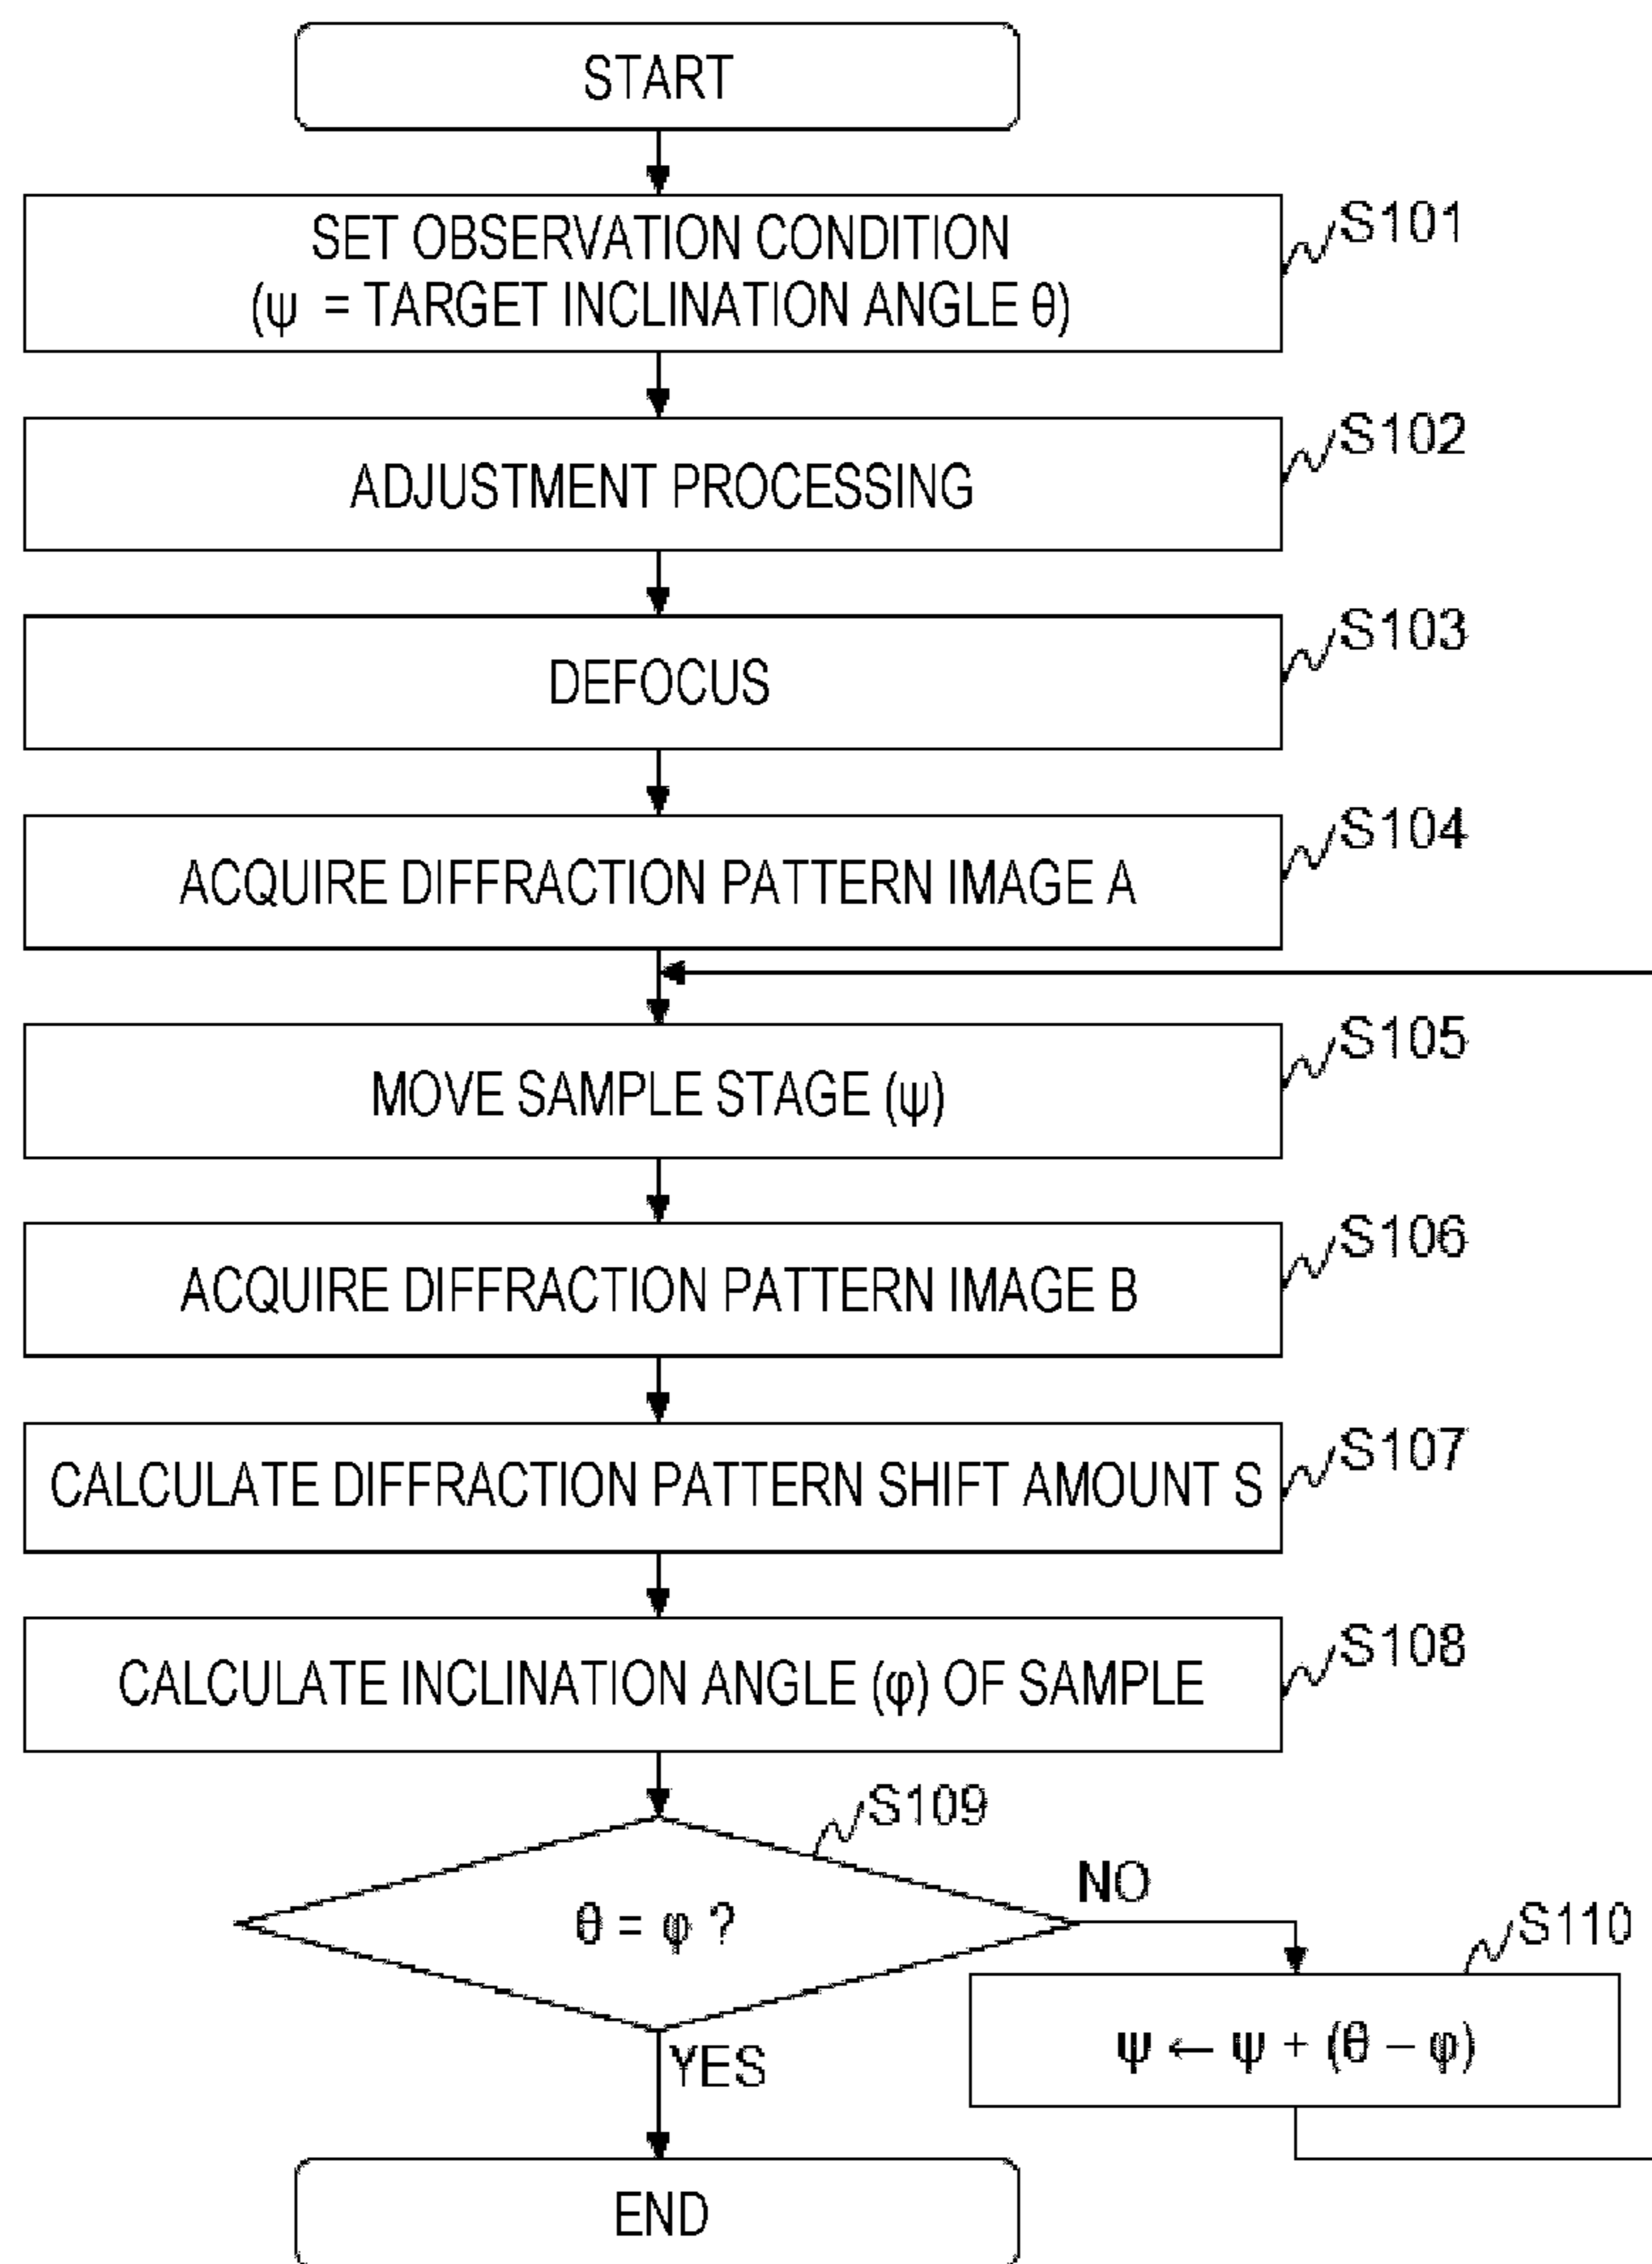 START
SET OBSERVATION CONDITION
(ψ = TARGET INCLINATION ANGLE θ)
S101
ADJUSTMENT PROCESSING
S102
DEFOCUS
S103
ACQUIRE DIFFRACTION PATTERN IMAGE A
S104
MOVE SAMPLE STAGE (ψ)
S105
ACQUIRE DIFFRACTION PATTERN IMAGE B
S106
CALCULATE DIFFRACTION PATTERN SHIFT AMOUNT S
S107
CALCULATE INCLINATION ANGLE (φ) OF SAMPLE
S108
S109
θ = φ ?
NO
S110
ψ ← ψ + (θ – φ)
YES
END